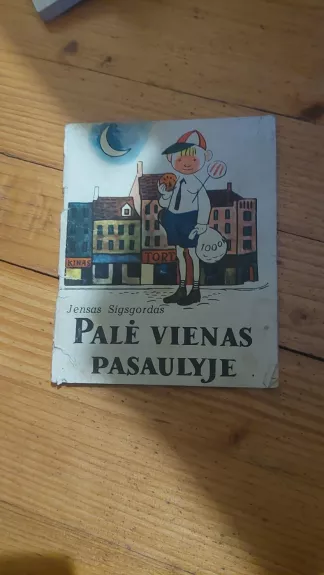 KINAS
TORT
1000
Jensas Sigsgordas
PALĖ VIENAS
PASAULYJE